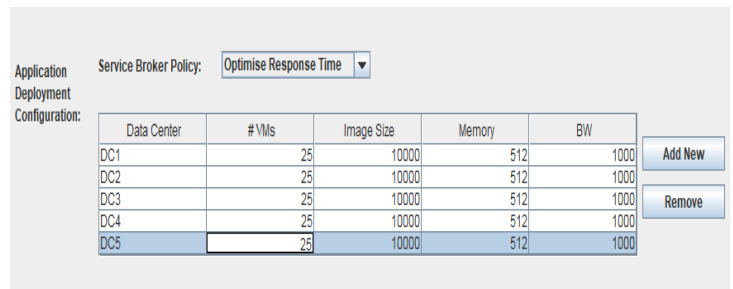 Application Deployment Configuration:
Service Broker Policy: Optimise Response Time
Data Center # VMs Image Size Memory BW
DC1 25 10000 512 1000
DC2 25 10000 512 1000
DC3 25 10000 512 1000
DC4 25 10000 512 1000
DC5 25 10000 512 1000
Add New
Remove